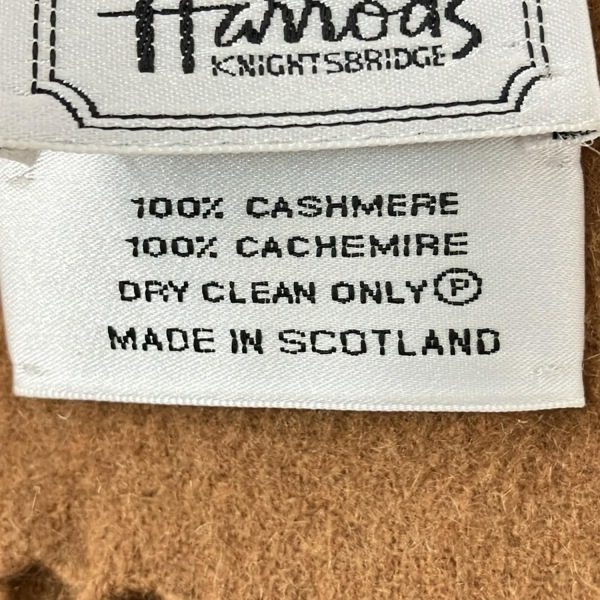 Harrods
KNIGHTSBRIDGE
100% CASHMERE
100% CACHEMIRE
DRY CLEAN ONLY Ⓟ
MADE IN SCOTLAND